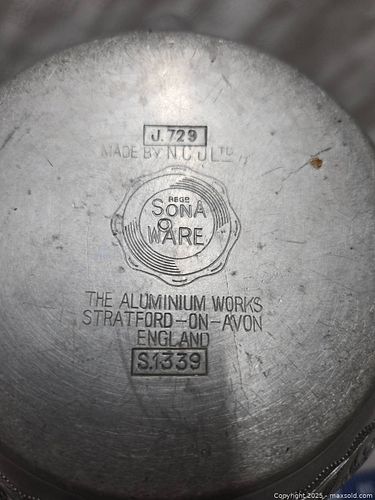 J.729
MADE BY N.C.J LTD
REGD
SONA
WARE
THE ALUMINIUM WORKS
STRATFORD-ON-AVON
ENGLAND
S.1339
Copyright 2025 - maxsold.com